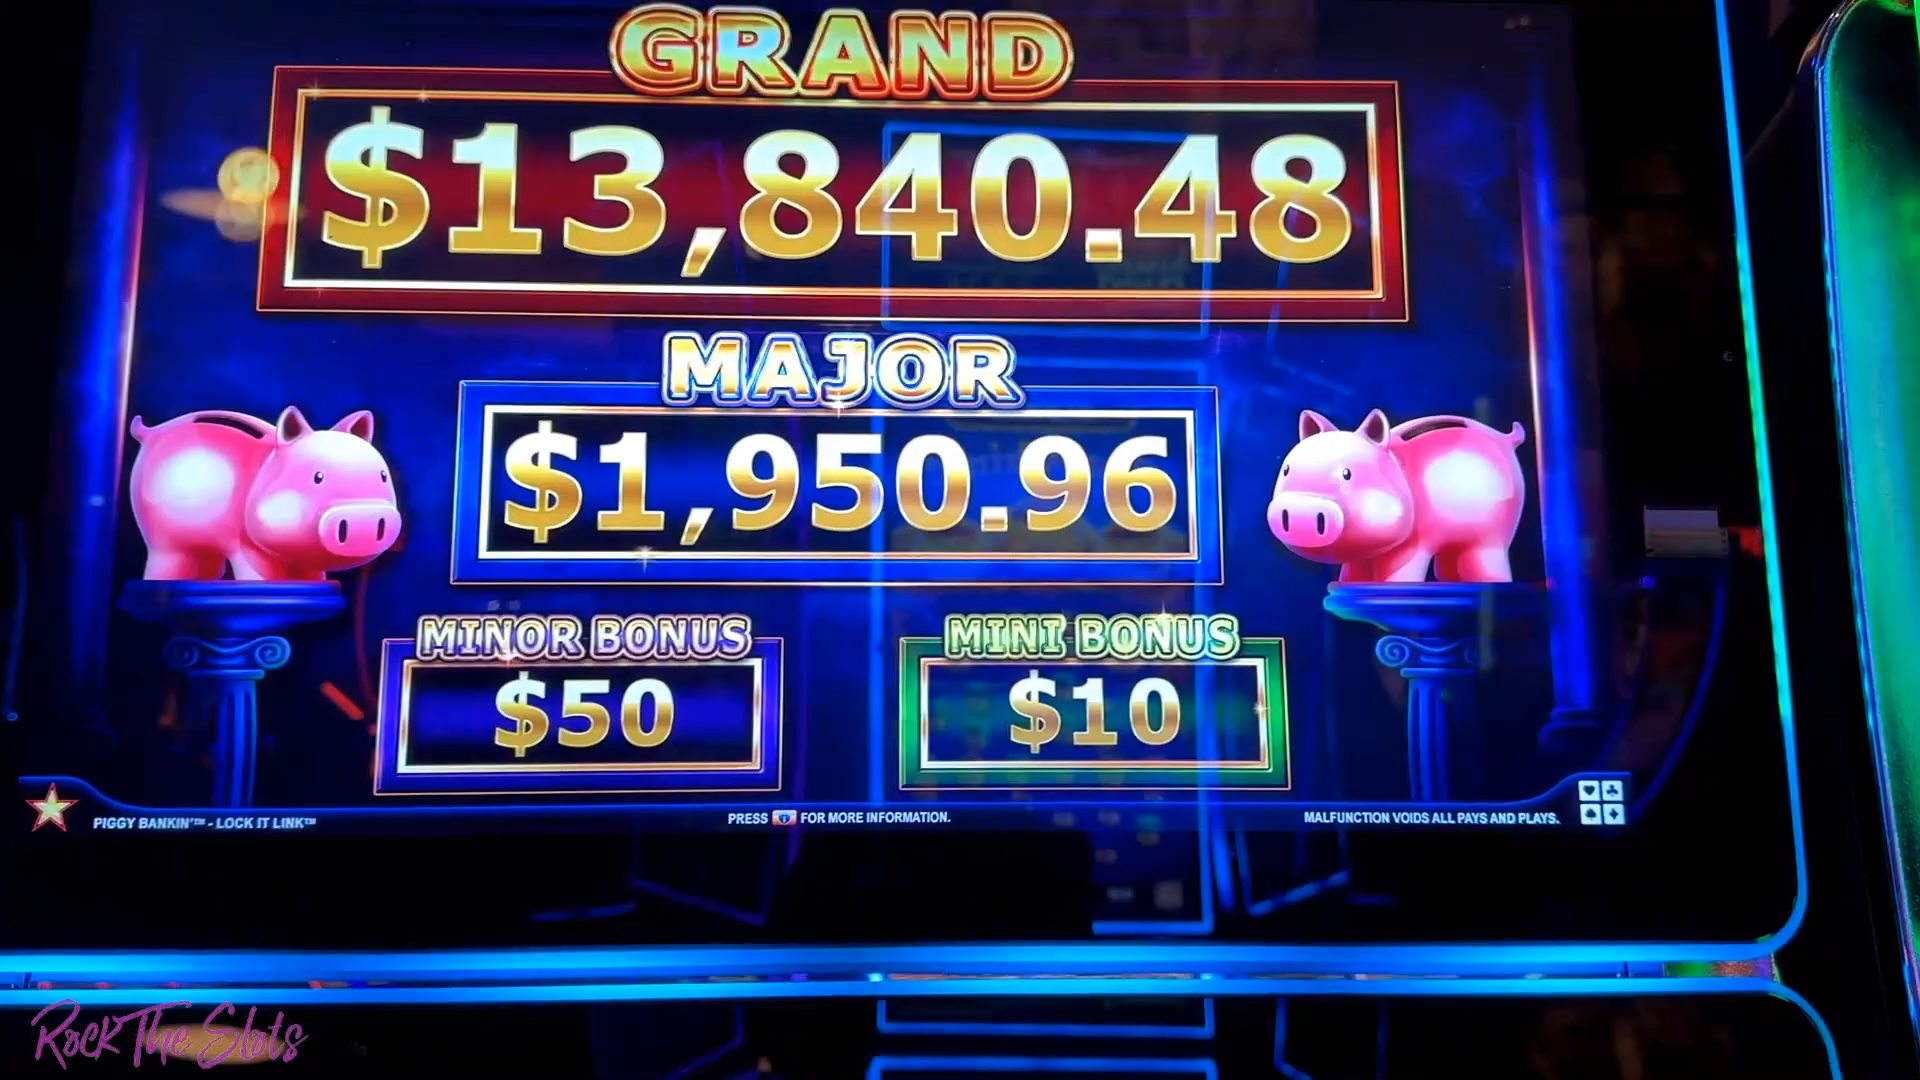 GRAND
$13,840.48
MAJOR
$1,950.96
MINOR BONUS
$50
MINI BONUS
$10
PIGGY BANKIN'™ - LOCK IT LINK™
PRESS FOR MORE INFORMATION.
MALFUNCTION VOIDS ALL PAYS AND PLAYS.
Rock The Slots